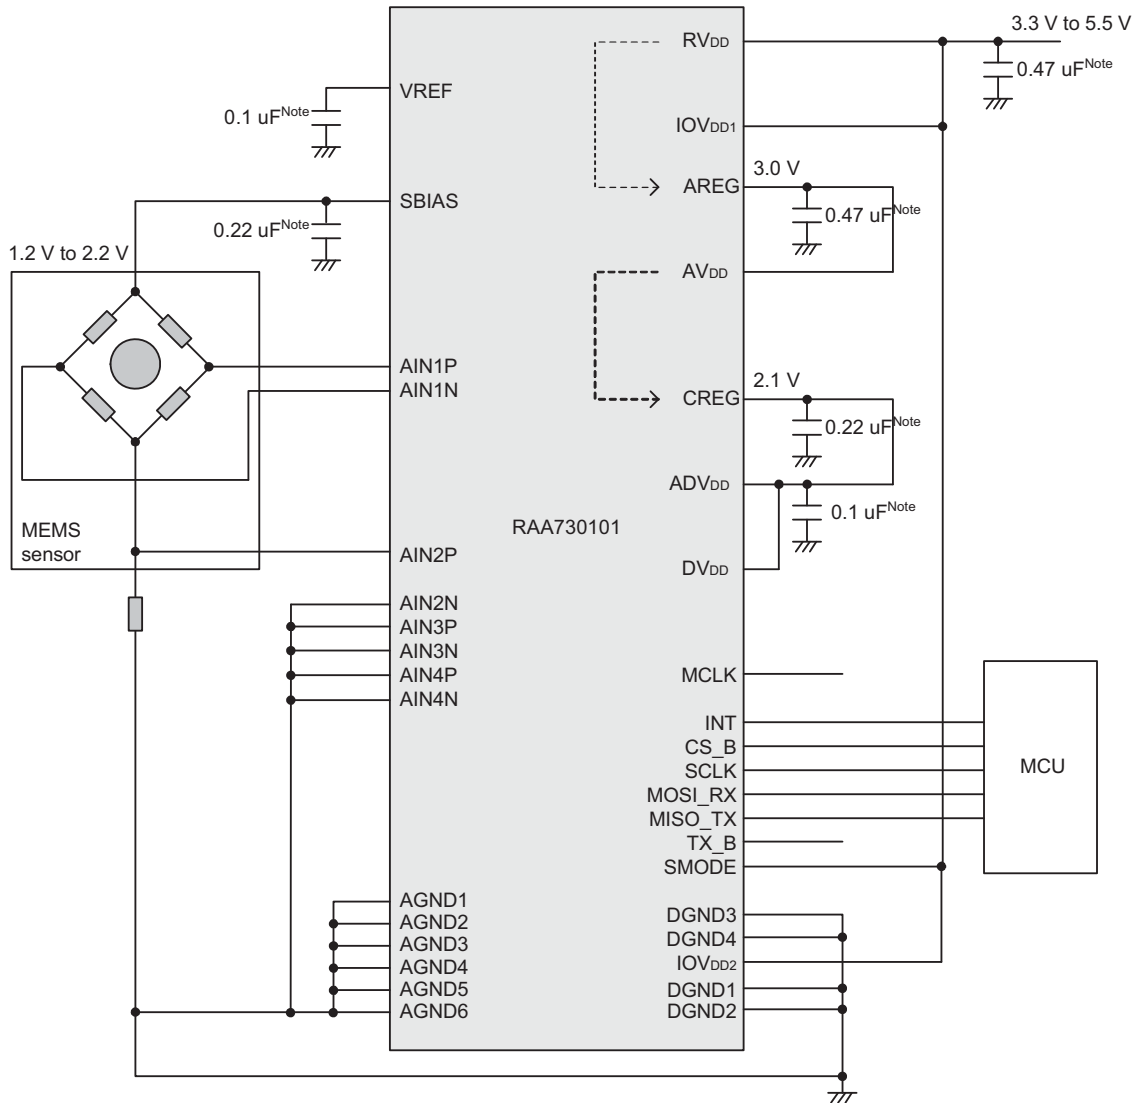 3.3 V to 5.5 V
RVDD
0.47 uFNote
VREF
0.1 uFNote
IOVDD1
3.0 V
AREG
SBIAS
0.47 uFNote
0.22 uFNote
1.2 V to 2.2 V
AVDD
AIN1P
2.1 V
AIN1N
CREG
0.22 uFNote
ADVDD
0.1 uFNote
RAA730101
MEMS
sensor
AIN2P
DVDD
AIN2N
AIN3P
AIN3N
AIN4P
AIN4N
MCLK
INT
CS_B
SCLK
MOSI_RX
MISO_TX
TX_B
SMODE
MCU
AGND1
AGND2
AGND3
AGND4
AGND5
AGND6
DGND3
DGND4
IOVDD2
DGND1
DGND2